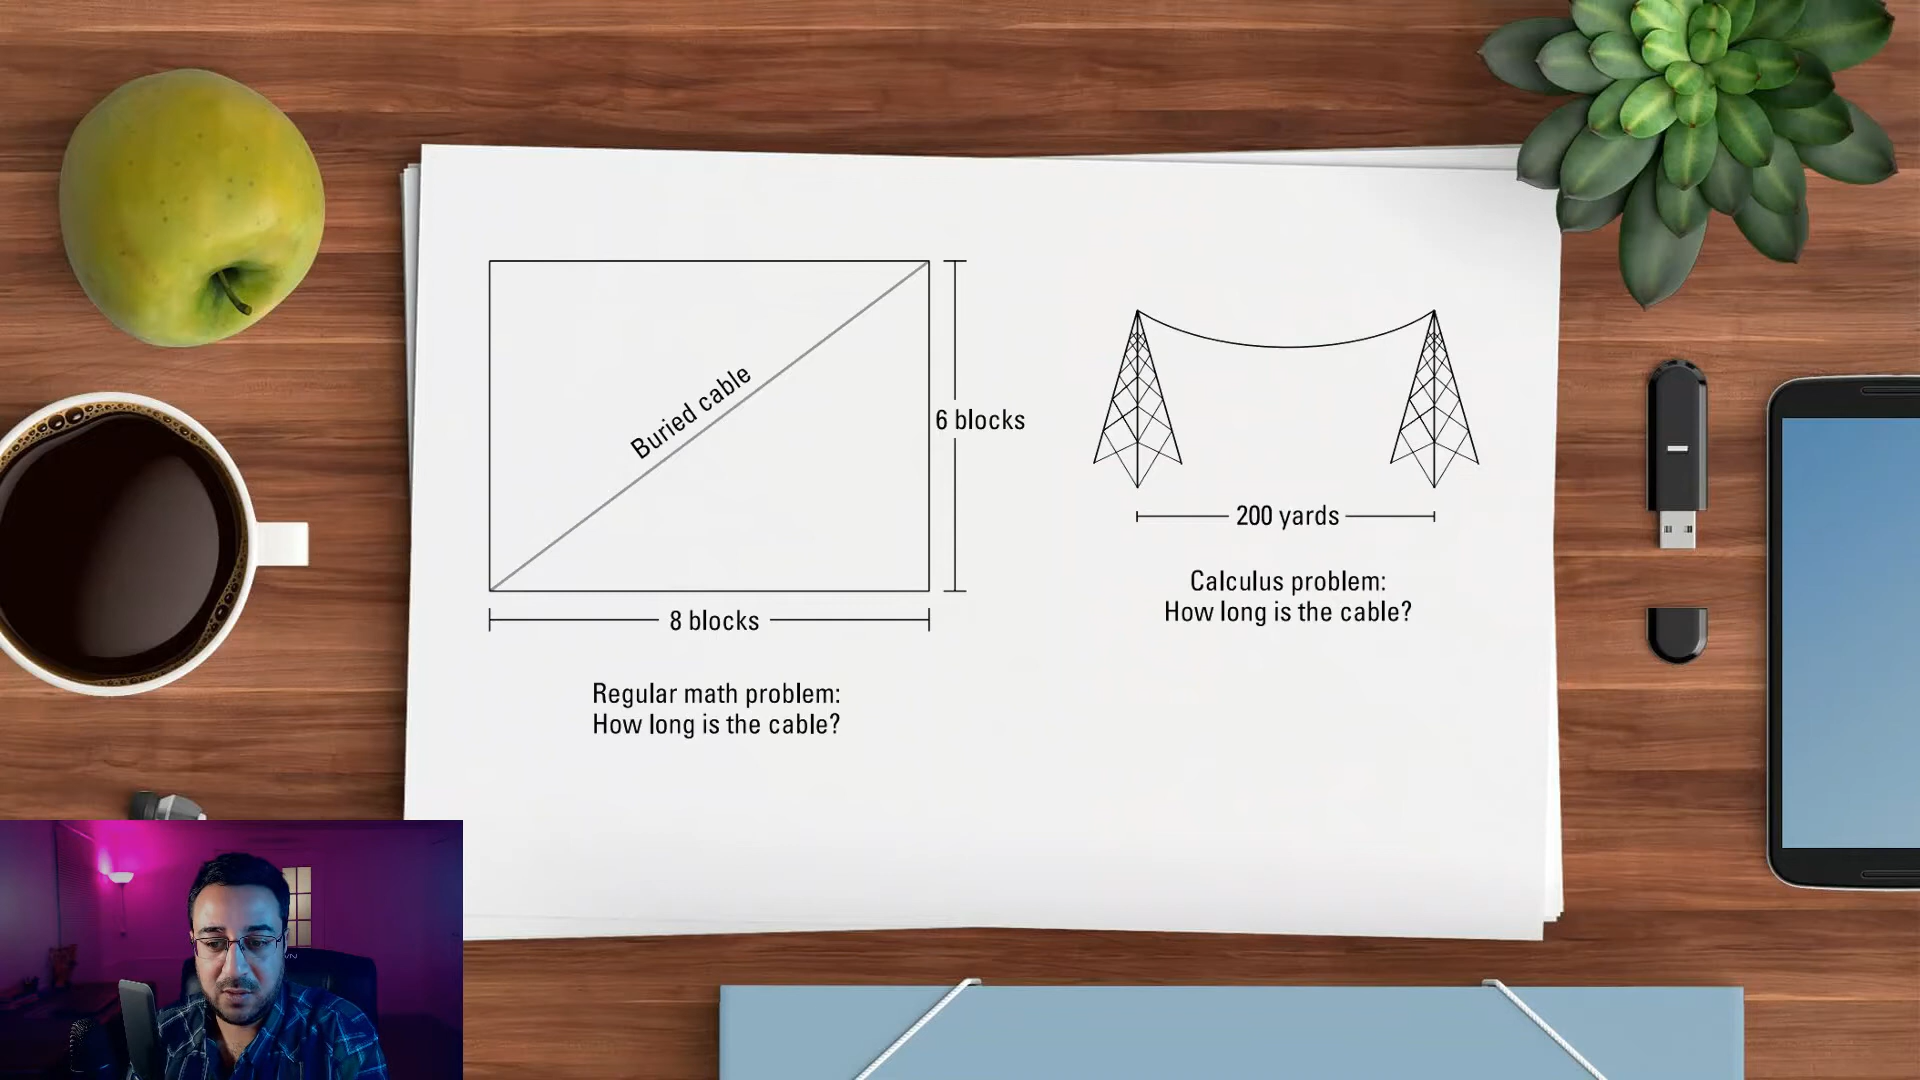 Buried cable
6 blocks
8 blocks
Regular math problem:
How long is the cable?
200 yards
Calculus problem:
How long is the cable?